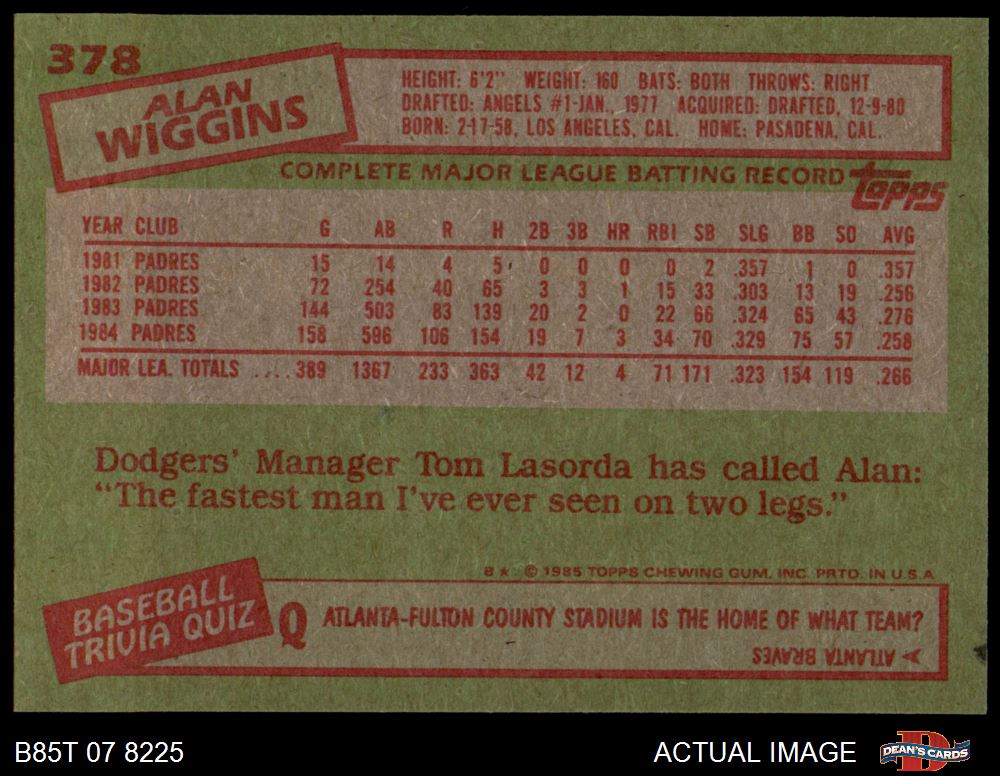 378
ALAN
WIGGINS
HEIGHT: 6'2" WEIGHT: 160 BATS: BOTH THROWS: RIGHT
DRAFTED: ANGELS #1-JAN., 1977 ACQUIRED: DRAFTED, 12-9-80
BORN: 2-17-58, LOS ANGELES, CAL. HOME: PASADENA, CAL.
COMPLETE MAJOR LEAGUE BATTING RECORD topps
YEAR CLUB G AB R H 2B 3B HR RBI SB SLG BB SO AVG
1981 PADRES 15 14 4 5 0 0 0 0 2 .357 1 0 .357
1982 PADRES 72 254 40 65 3 3 1 15 33 .303 13 19 .256
1983 PADRES 144 503 83 139 20 2 0 22 66 .324 65 43 .276
1984 PADRES 158 596 106 154 19 7 3 34 70 .329 75 57 .258
MAJOR LEA. TOTALS ....389 1367 233 363 42 12 4 71 171 .323 154 119 .266
Dodgers' Manager Tom Lasorda has called Alan:
"The fastest man I've ever seen on two legs."
B★ © 1985 TOPPS CHEWING GUM, INC. PRTD. IN U.S.A.
BASEBALL
TRIVIA QUIZ
Q ATLANTA-FULTON COUNTY STADIUM IS THE HOME OF WHAT TEAM?
ATLANTA BRAVES
B85T 07 8225
ACTUAL IMAGE
DEAN'S CARDS